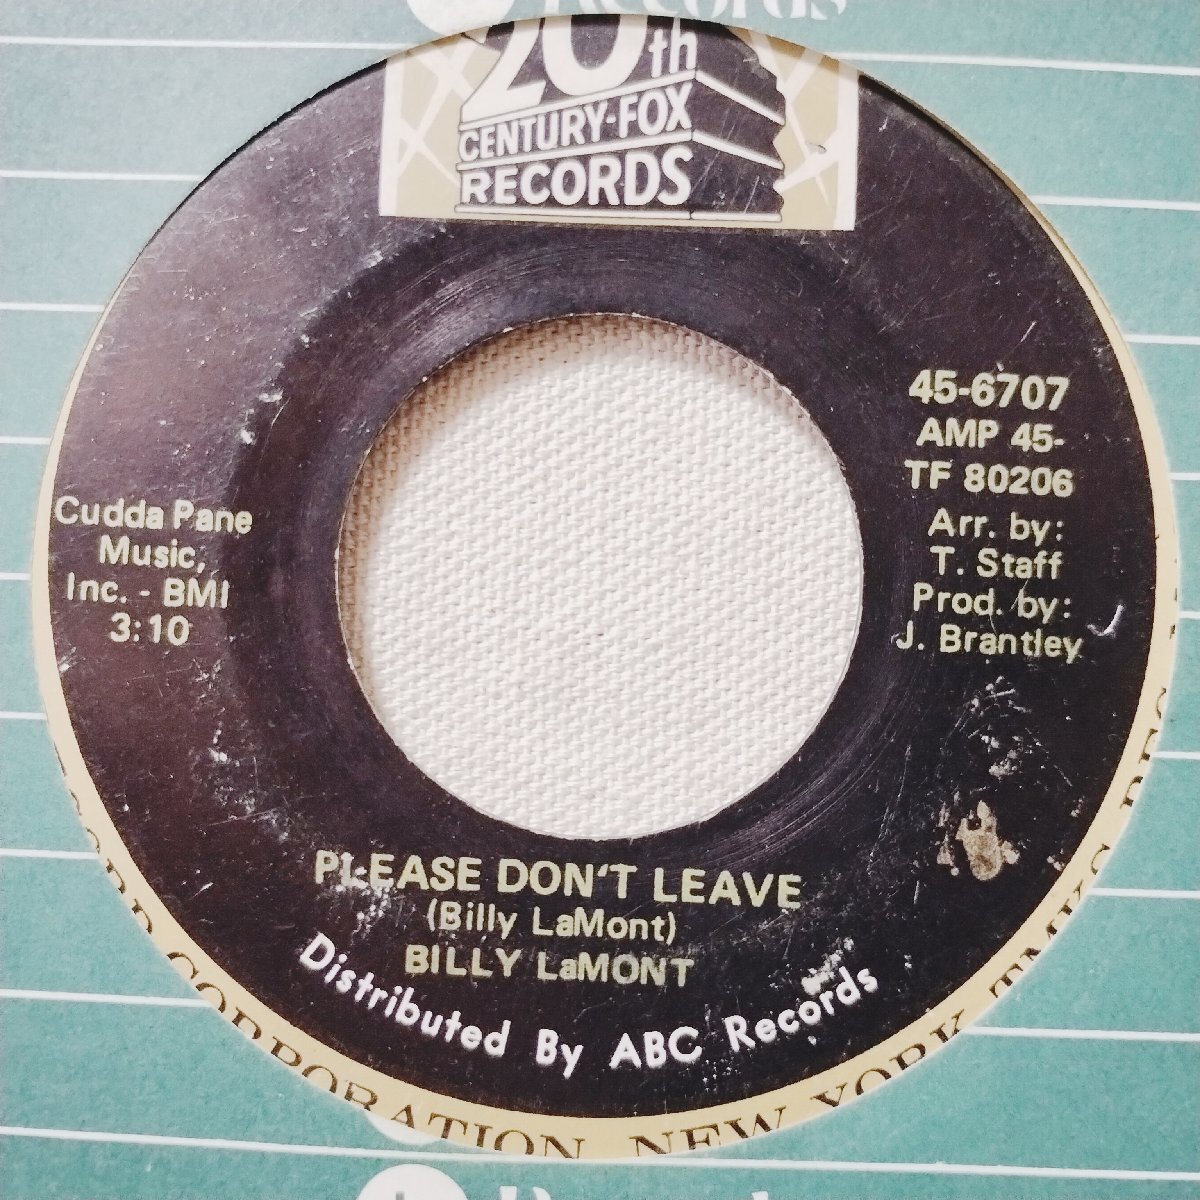 Records
20th
CENTURY-FOX
RECORDS
45-6707
AMP 45-
TF 80206
Arr. by:
T. Staff
Prod. by:
J. Brantley
Cudda Pane
Music,
Inc. - BMI
3:10
PLEASE DON'T LEAVE
(Billy LaMont)
BILLY LaMONT
Distributed By ABC Records
CORPORATION, NEW YORK